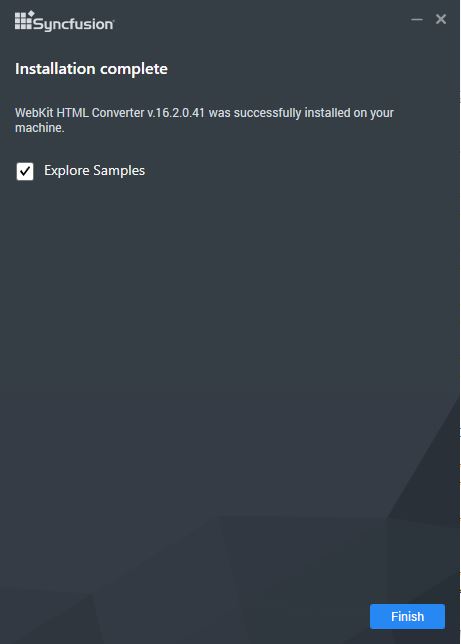 Syncfusion
Installation complete
WebKit HTML Converter v.16.2.0.41 was successfully installed on your
machine.
Explore Samples
Finish